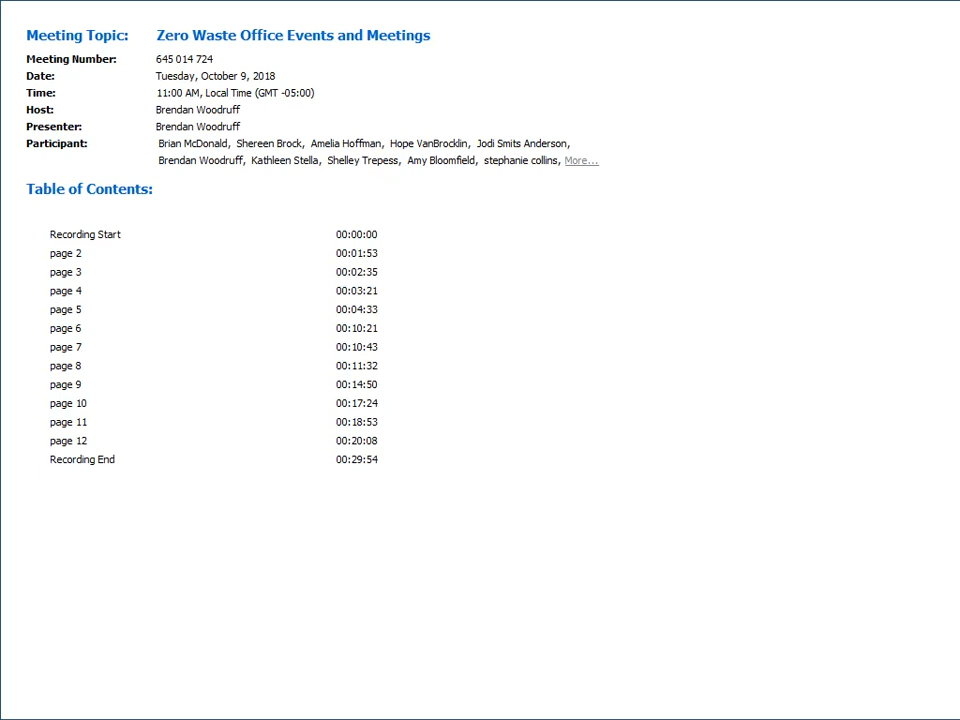 Meeting Topic: Zero Waste Office Events and Meetings
Meeting Number: 645 014 724
Date: Tuesday, October 9, 2018
Time: 11:00 AM, Local Time (GMT -05:00)
Host: Brendan Woodruff
Presenter: Brendan Woodruff
Participant: Brian McDonald, Shereen Brock, Amelia Hoffman, Hope VanBrocklin, Jodi Smits Anderson,
Brendan Woodruff, Kathleen Stella, Shelley Trepess, Amy Bloomfield, stephanie collins, More...
Table of Contents:
Recording Start 00:00:00
page 2 00:01:53
page 3 00:02:35
page 4 00:03:21
page 5 00:04:33
page 6 00:10:21
page 7 00:10:43
page 8 00:11:32
page 9 00:14:50
page 10 00:17:24
page 11 00:18:53
page 12 00:20:08
Recording End 00:29:54